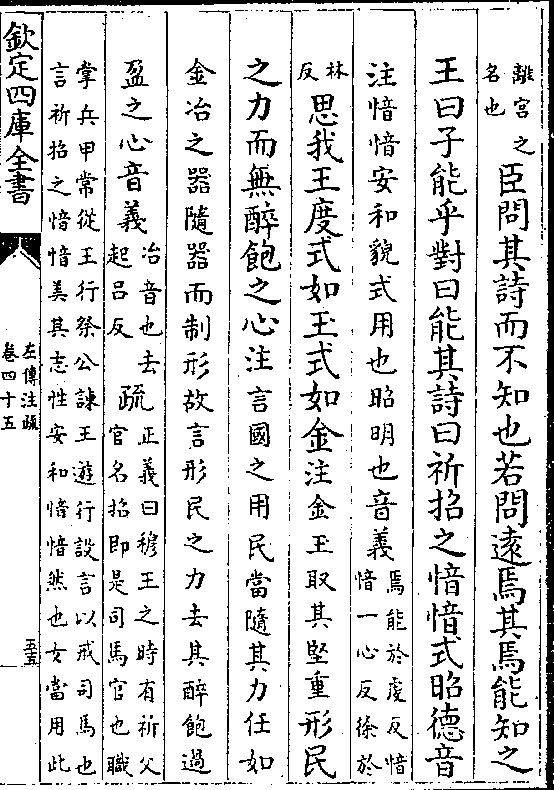 離宮之
名也
臣問其詩而不知也若問遠焉其焉能知之
王曰子能乎對曰能其詩曰祈招之愔愔式昭德音
注愔愔安和貌式用也昭明也音義
焉能於虔反愔
愔一心反徐於
林
反
思我王度式如玉式如金注金玉取其堅重形民
之力而無醉飽之心注言國之用民當隨其力任如
金冶之器隨器而制形故言形民之力去其醉飽過
盈之心音義
冶音也去
起吕反
疏
正義曰穆王之時有祈父
官名招即是司馬官也職
掌兵甲常從王行祭公諫王遊行設言以戒司馬也
言祈招之愔愔美其志性安和愔愔然也女當用此
欽定四庫全書
左傳注疏
卷四十五
五五